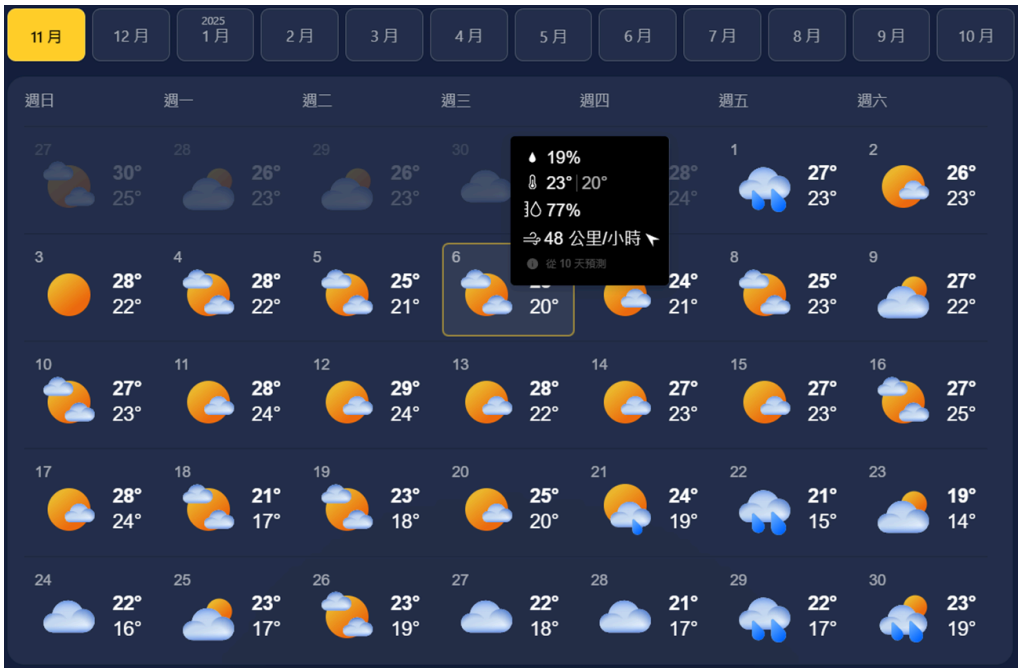 11 月 12 月 2025 1 月 2 月 3 月 4 月 5 月 6 月 7 月 8 月 9 月 10 月
週日 週一 週二 週三 週四 週五 週六
27 30° 25° 28 26° 23° 29 26° 23° 30 28° 24° 1 27° 23° 2 26° 23°
19%
23° | 20°
77%
48 公里/小時
從 10 天預測
3 28° 22° 4 28° 22° 5 25° 21° 6 20° 24° 21° 8 25° 23° 9 27° 22°
10 27° 23° 11 28° 24° 12 29° 24° 13 28° 22° 14 27° 23° 15 27° 23° 16 27° 25°
17 28° 24° 18 21° 17° 19 23° 18° 20 25° 20° 21 24° 19° 22 21° 15° 23 19° 14°
24 22° 16° 25 23° 17° 26 23° 19° 27 22° 18° 28 21° 17° 29 22° 17° 30 23° 19°